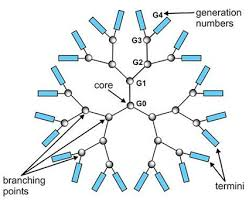 G4
generation
numbers
G3
G2
core
G1
G0
branching
points
termini